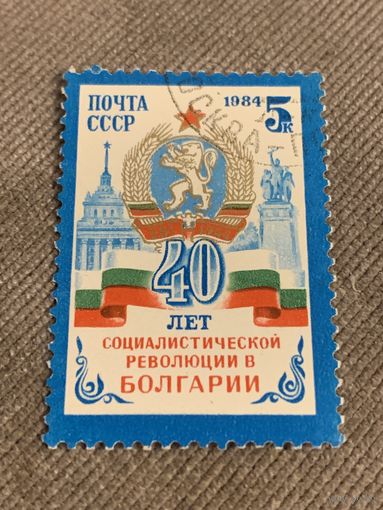 ПОЧТА
СССР
1984 5к
40
ЛЕТ
СОЦИАЛИСТИЧЕСКОЙ
РЕВОЛЮЦИИ В
БОЛГАРИИ